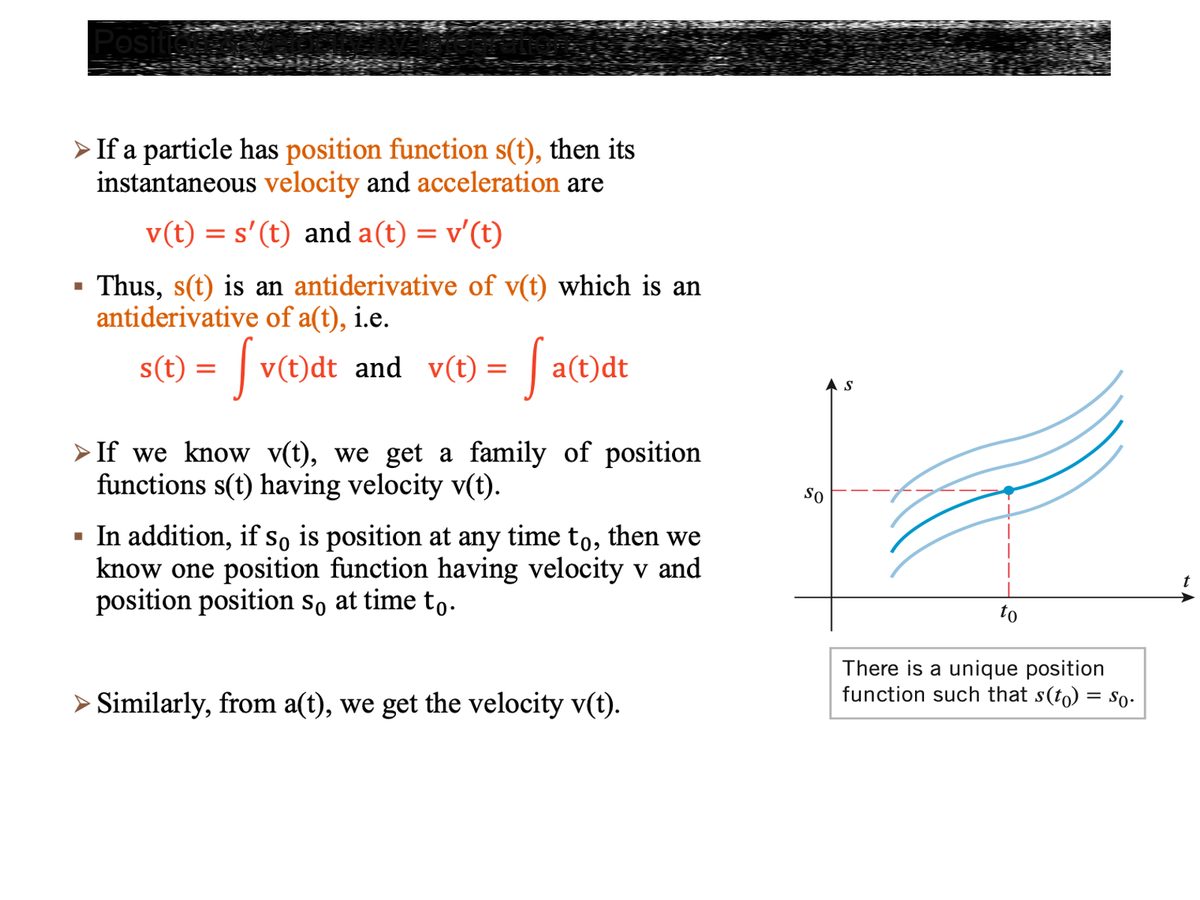 ➢ If a particle has position function s(t), then its
instantaneous velocity and acceleration are
v(t) = s′(t) and a(t) = v′(t)
▪ Thus, s(t) is an antiderivative of v(t) which is an
antiderivative of a(t), i.e.
s(t) = ∫ v(t)dt and v(t) = ∫ a(t)dt
➢ If we know v(t), we get a family of position
functions s(t) having velocity v(t).
▪ In addition, if s₀ is position at any time t₀, then we
know one position function having velocity v and
position position s₀ at time t₀.
➢ Similarly, from a(t), we get the velocity v(t).
s
s₀
t
t₀
There is a unique position
function such that s(t₀) = s₀.